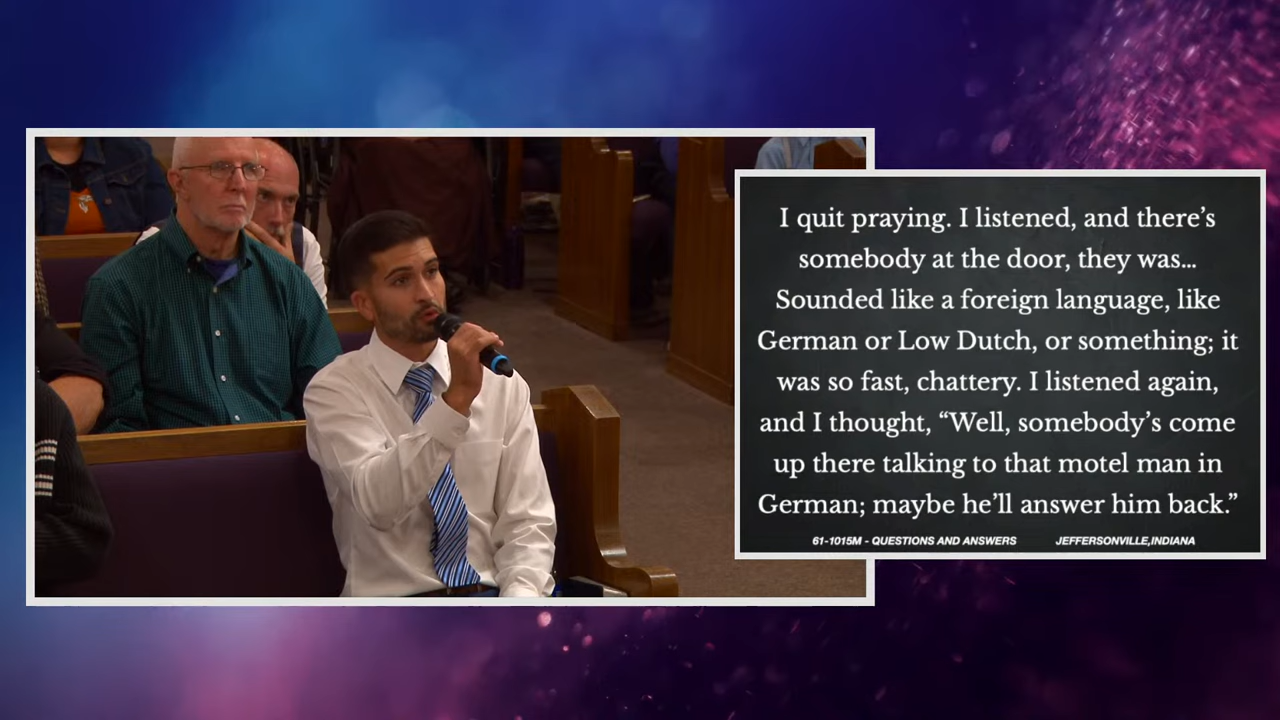 I quit praying. I listened, and there’s
somebody at the door, they was...
Sounded like a foreign language, like
German or Low Dutch, or something; it
was so fast, chattery. I listened again,
and I thought, “Well, somebody’s come
up there talking to that motel man in
German; maybe he’ll answer him back.”
61-1015M - QUESTIONS AND ANSWERS JEFFERSONVILLE,INDIANA